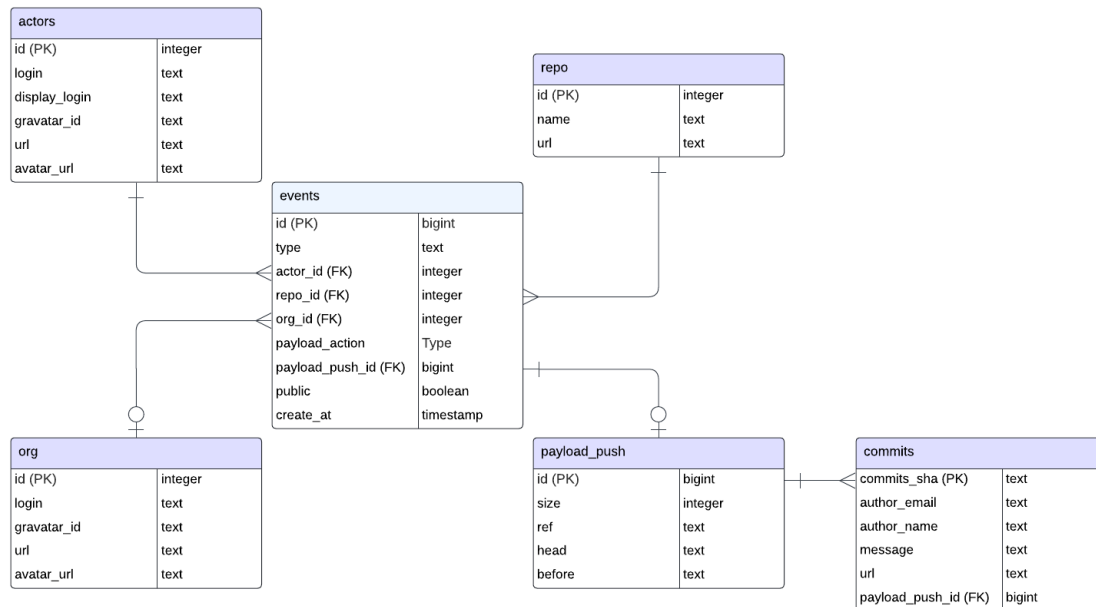 actors
id (PK) integer
login text
display_login text
gravatar_id text
url text
avatar_url text
repo
id (PK) integer
name text
url text
events
id (PK) bigint
type text
actor_id (FK) integer
repo_id (FK) integer
org_id (FK) integer
payload_action Type
payload_push_id (FK) bigint
public boolean
create_at timestamp
org
id (PK) integer
login text
gravatar_id text
url text
avatar_url text
payload_push
id (PK) bigint
size integer
ref text
head text
before text
commits
commits_sha (PK) text
author_email text
author_name text
message text
url text
payload_push_id (FK) bigint